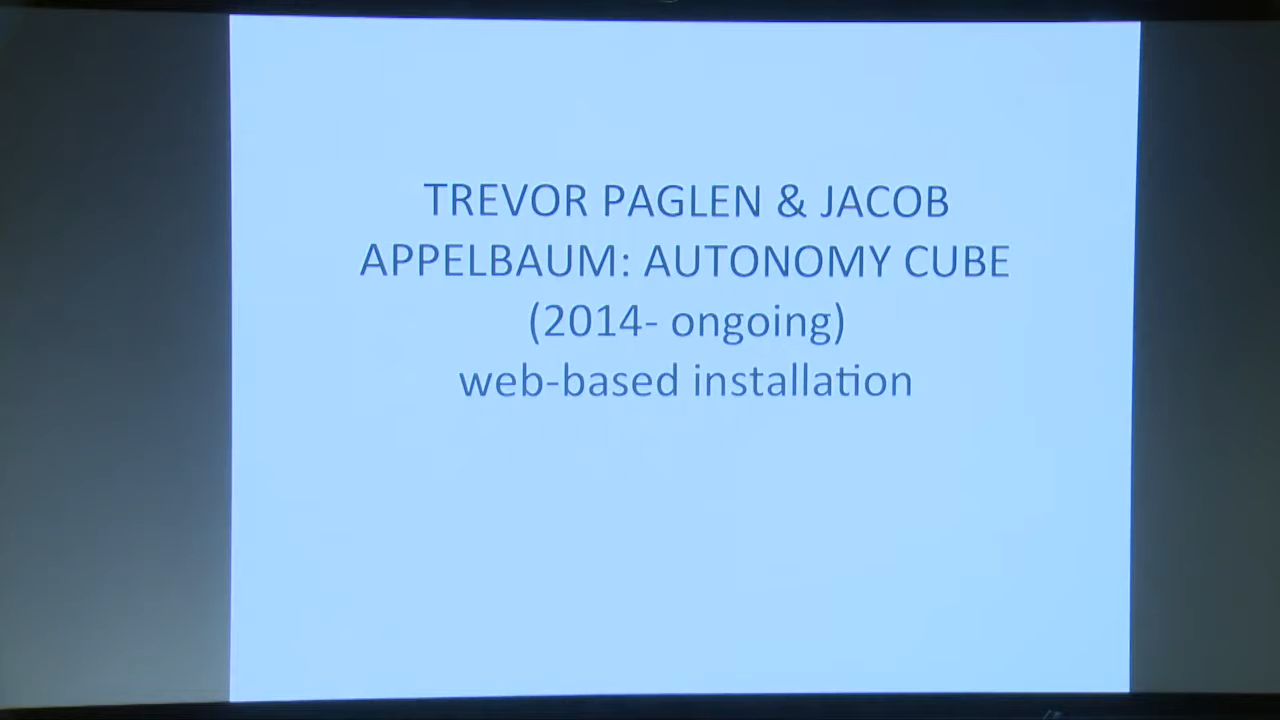 TREVOR PAGLEN & JACOB
APPELBAUM: AUTONOMY CUBE
(2014- ongoing)
web-based installation